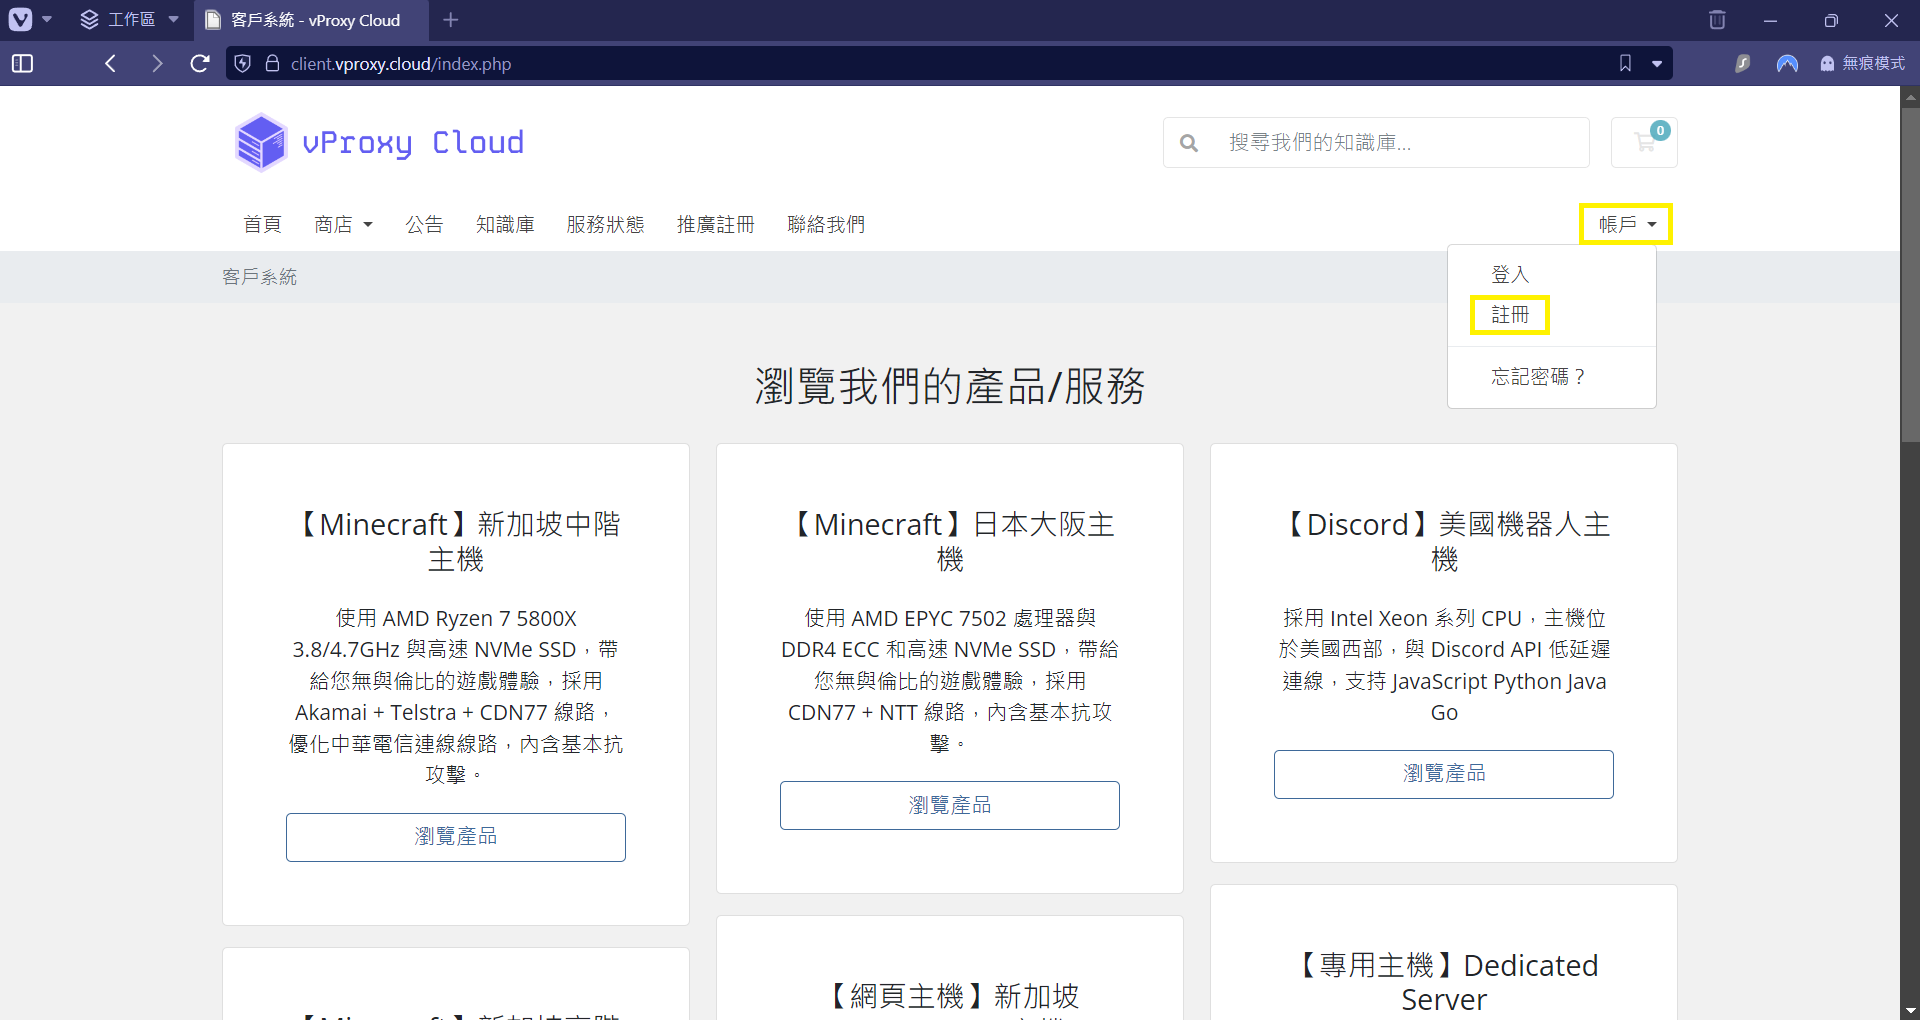 工作區
客戶系統 - vProxy Cloud
client.vproxy.cloud/index.php
無痕模式
vProxy Cloud
搜尋我們的知識庫...
0
首頁
商店
公告
知識庫
服務狀態
推廣註冊
聯絡我們
帳戶
客戶系統
登入
註冊
忘記密碼？
瀏覽我們的產品/服務
【Minecraft】新加坡中階
主機
使用 AMD Ryzen 7 5800X
3.8/4.7GHz 與高速 NVMe SSD，帶
給您無與倫比的遊戲體驗，採用
Akamai + Telstra + CDN77 線路，
優化中華電信連線線路，內含基本抗
攻擊。
瀏覽產品
【Minecraft】日本大阪主
機
使用 AMD EPYC 7502 處理器與
DDR4 ECC 和高速 NVMe SSD，帶給
您無與倫比的遊戲體驗，採用
CDN77 + NTT 線路，內含基本抗攻
擊。
瀏覽產品
【Discord】美國機器人主
機
採用 Intel Xeon 系列 CPU，主機位
於美國西部，與 Discord API 低延遲
連線，支持 JavaScript Python Java
Go
瀏覽產品
【網頁主機】新加坡
【專用主機】Dedicated
Server